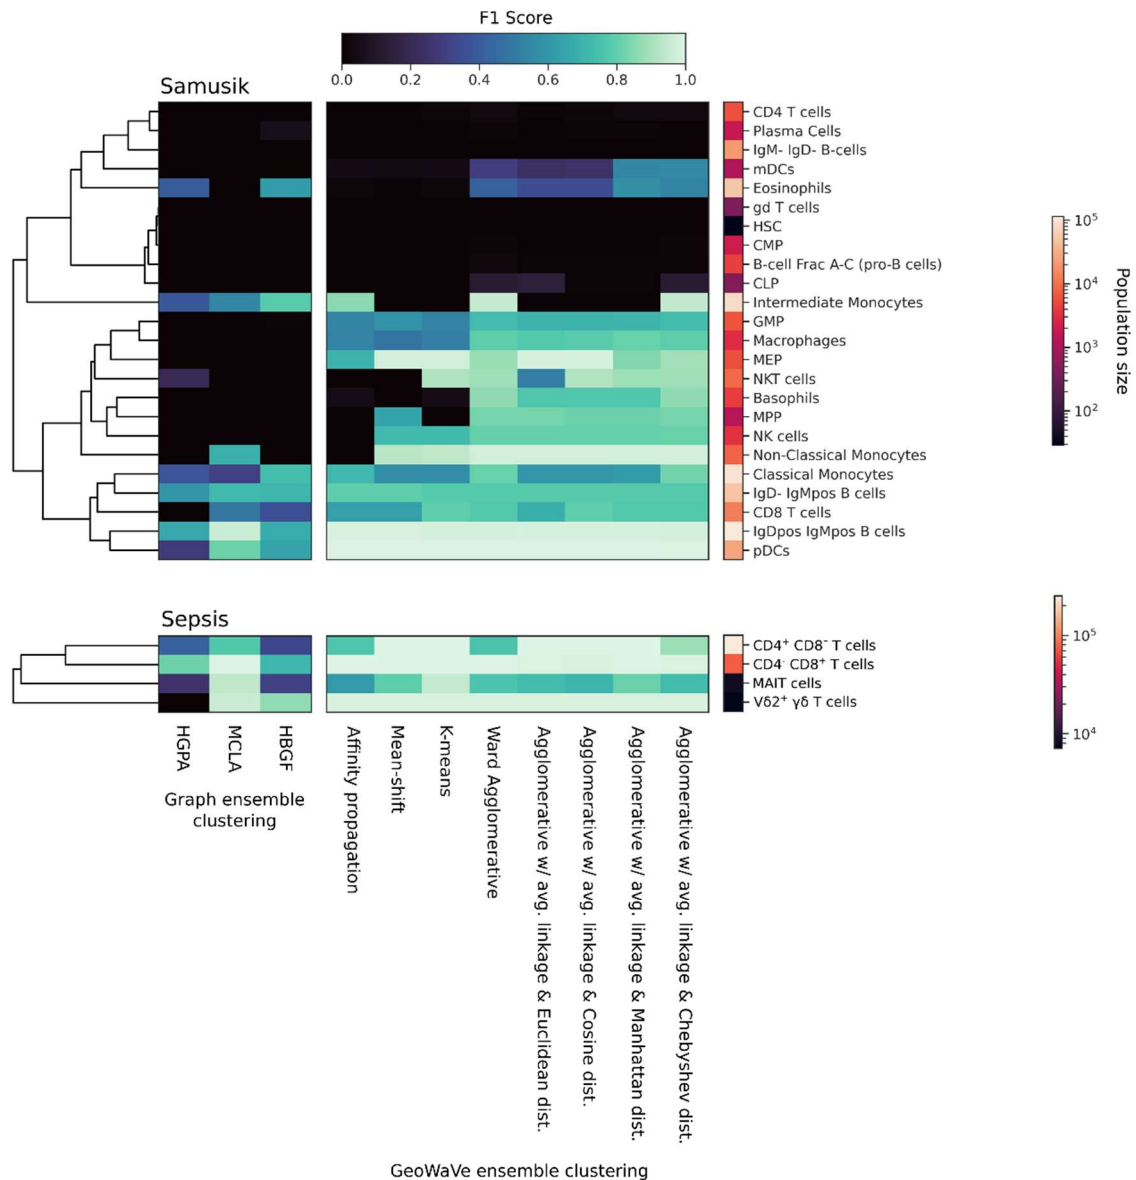 F1 Score
0.0 0.2 0.4 0.6 0.8 1.0
Samusik
CD4 T cells
Plasma Cells
IgM- IgD- B-cells
mDCs
Eosinophils
gd T cells
HSC
CMP
B-cell Frac A-C (pro-B cells)
CLP
Intermediate Monocytes
GMP
Macrophages
MEP
NKT cells
Basophils
MPP
NK cells
Non-Classical Monocytes
Classical Monocytes
IgD- IgMpos B cells
CD8 T cells
IgDpos IgMpos B cells
pDCs
10⁵
10⁴
10³
10²
Population size
Sepsis
CD4⁺ CD8⁻ T cells
CD4⁻ CD8⁺ T cells
MAIT cells
Vδ2⁺ γδ T cells
10⁵
10⁴
HGPA
MCLA
HBGF
Graph ensemble
clustering
Affinity propagation
Mean-shift
K-means
Ward Agglomerative
Agglomerative w/ avg. linkage & Euclidean dist.
Agglomerative w/ avg. linkage & Cosine dist.
Agglomerative w/ avg. linkage & Manhattan dist.
Agglomerative w/ avg. linkage & Chebyshev dist.
GeoWaVe ensemble clustering